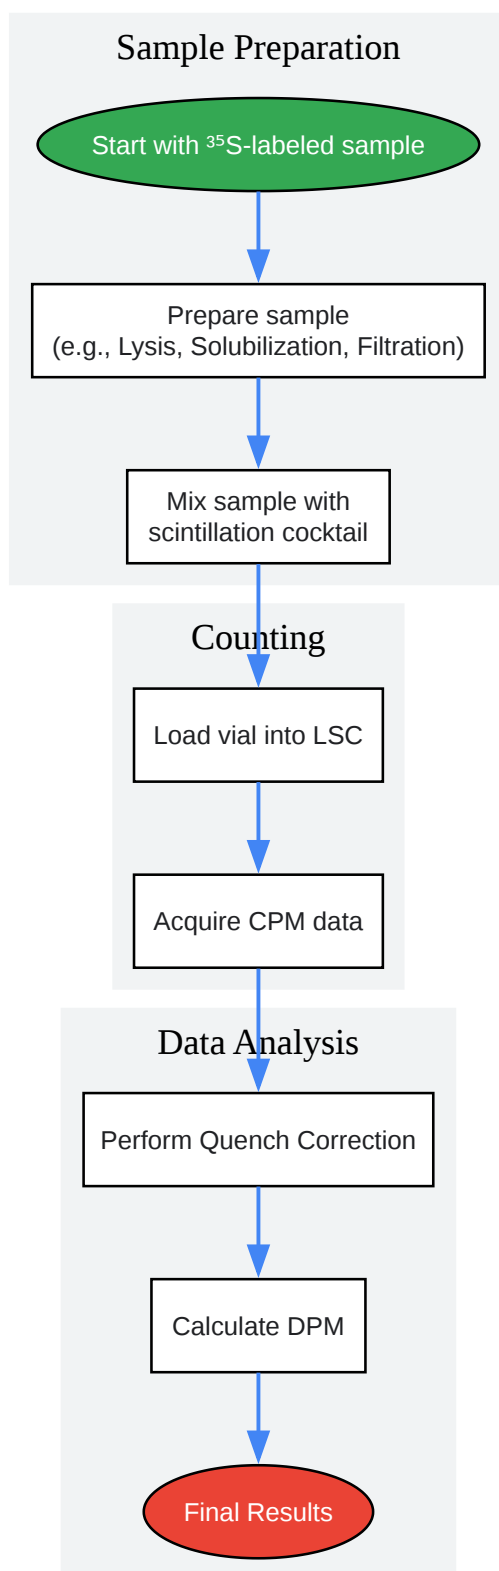 Sample Preparation
Start with ³⁵S-labeled sample
Prepare sample
(e.g., Lysis, Solubilization, Filtration)
Mix sample with
scintillation cocktail
Counting
Load vial into LSC
Acquire CPM data
Data Analysis
Perform Quench Correction
Calculate DPM
Final Results